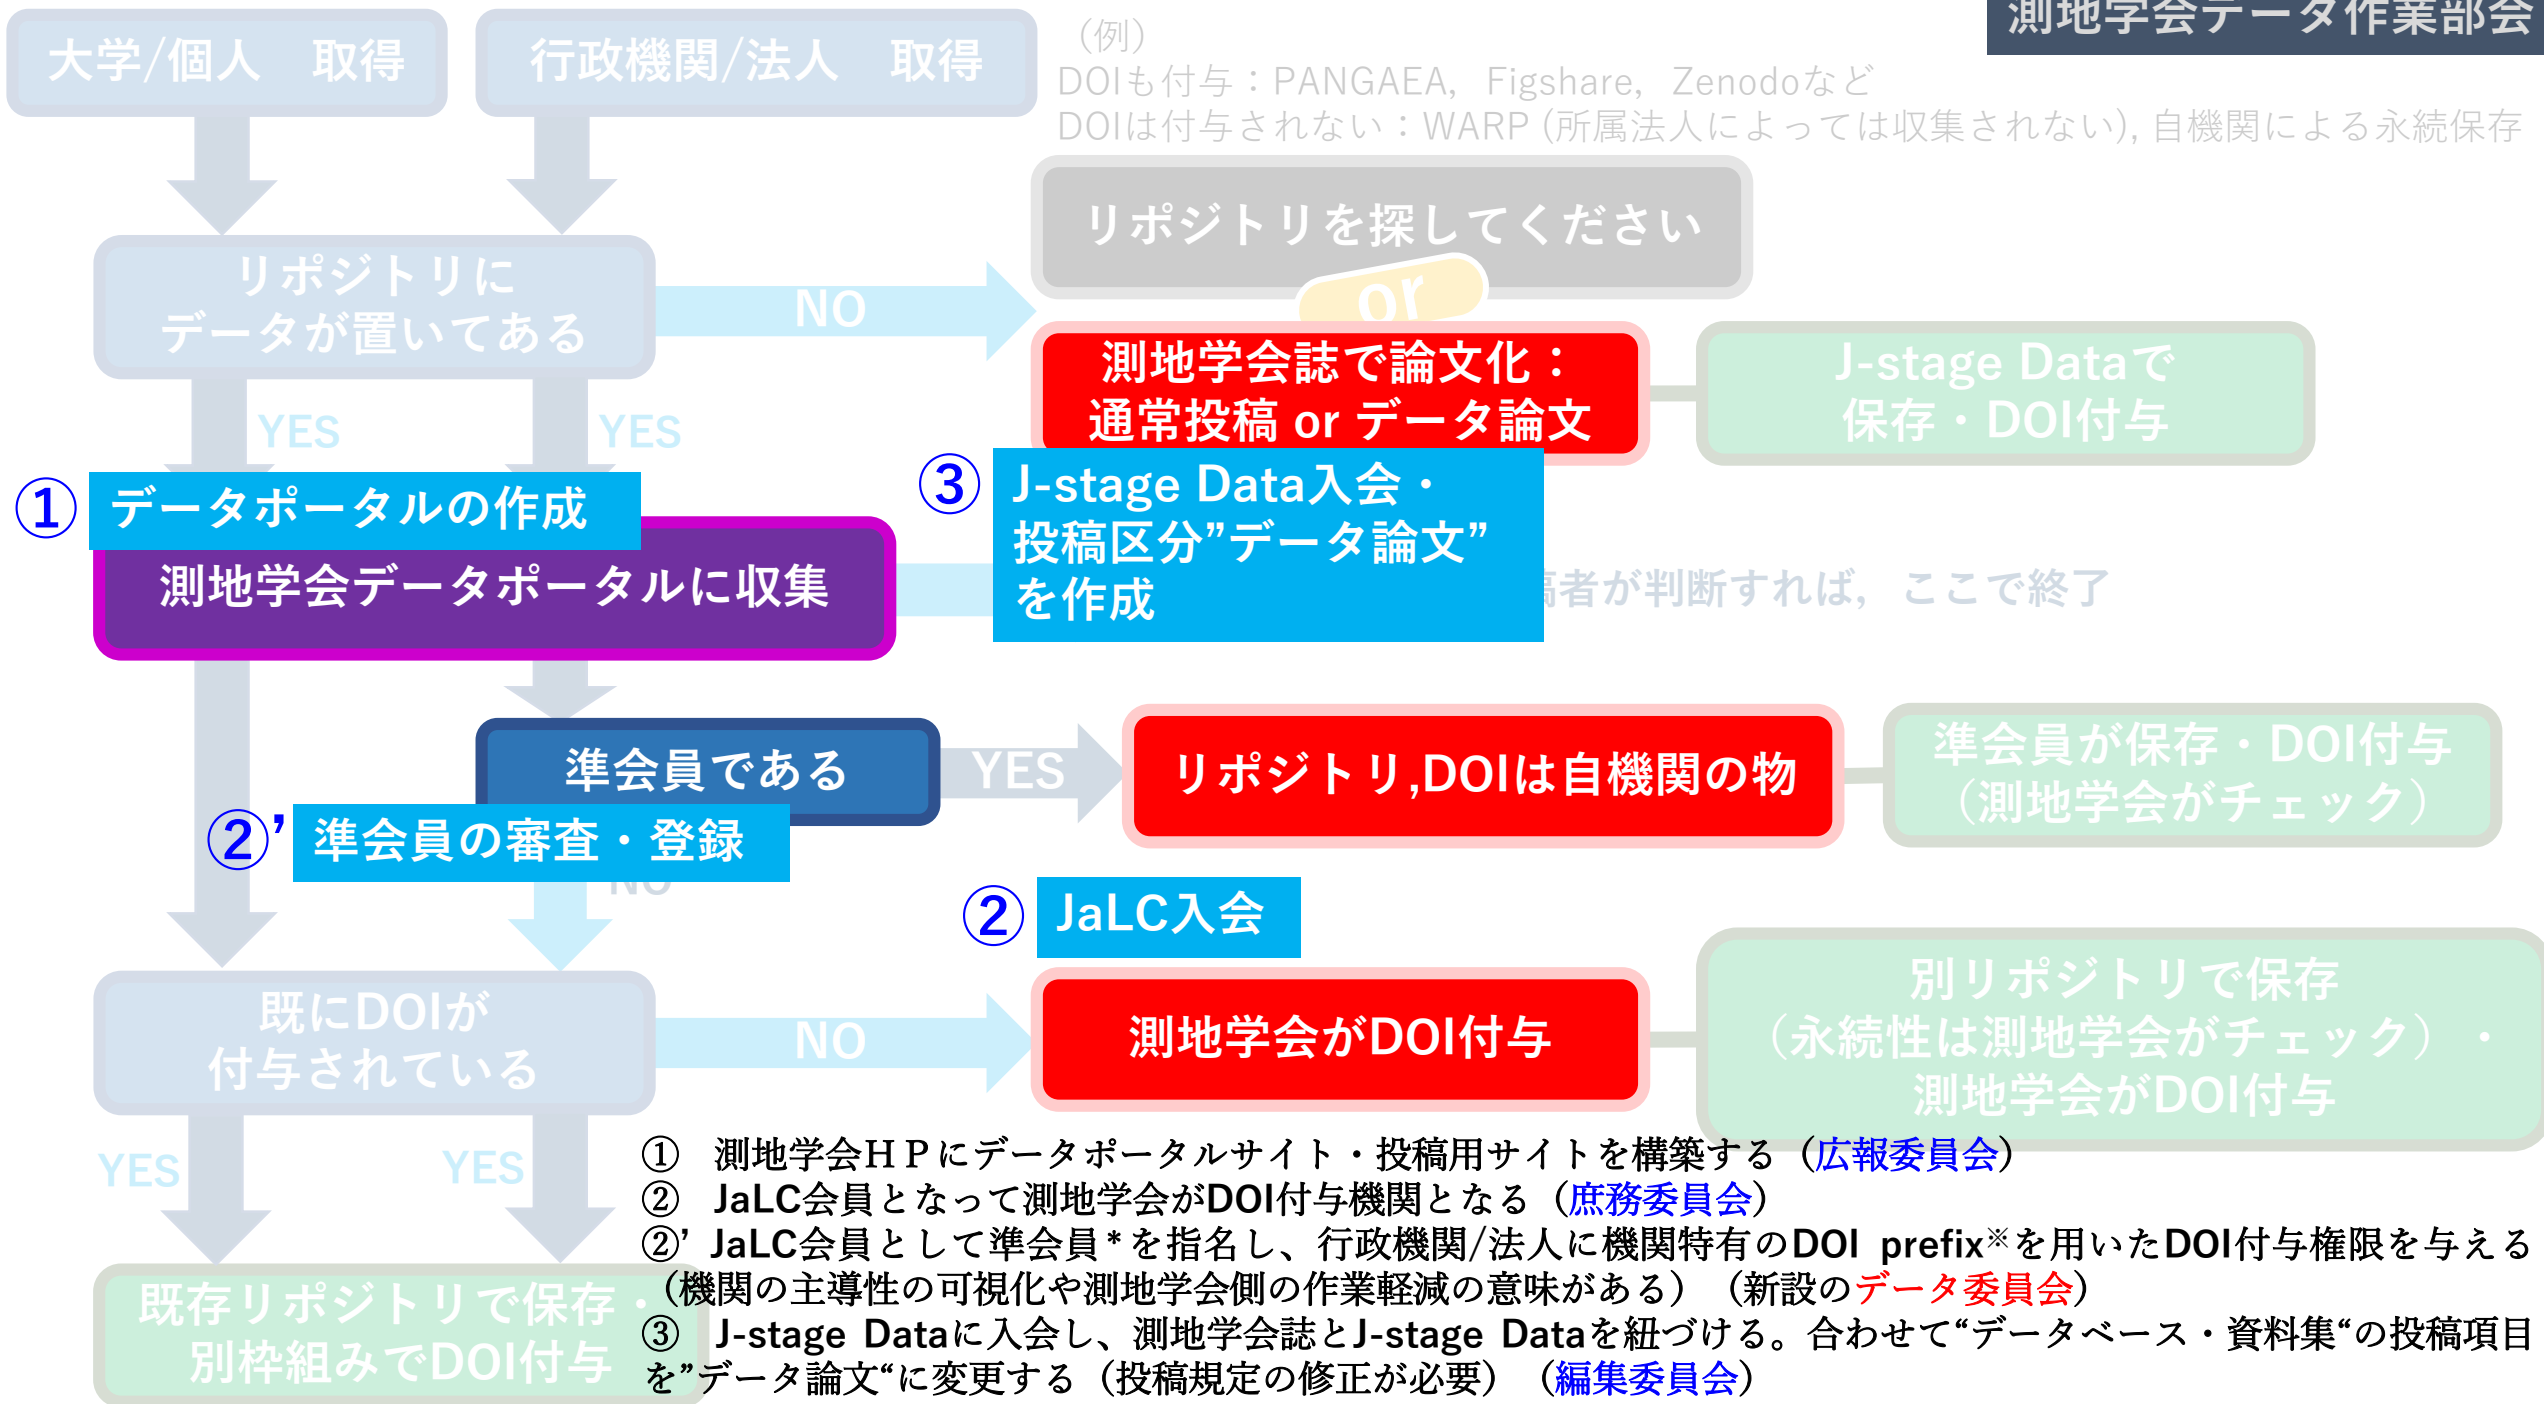 測地学会データ作業部会
大学/個人　取得
行政機関/法人　取得
（例）
DOIも付与：PANGAEA，Figshare，Zenodoなど
DOIは付与されない：WARP (所属法人によっては収集されない), 自機関による永続保存
リポジトリを探してください
or
リポジトリに
データが置いてある
NO
測地学会誌で論文化：
通常投稿 or データ論文
J-stage Dataで
保存・DOI付与
YES
YES
①
データポータルの作成
③
J-stage Data入会・
投稿区分”データ論文”
を作成
測地学会データポータルに収集
者が判断すれば，ここで終了
準会員である
YES
リポジトリ,DOIは自機関の物
準会員が保存・DOI付与
（測地学会がチェック）
②’
準会員の審査・登録
NO
②
JaLC入会
既にDOIが
付与されている
NO
測地学会がDOI付与
別リポジトリで保存
（永続性は測地学会がチェック）・
測地学会がDOI付与
YES
YES
既存リポジトリで保存・
別枠組みでDOI付与
①　測地学会ＨＰにデータポータルサイト・投稿用サイトを構築する（広報委員会）
②　JaLC会員となって測地学会がDOI付与機関となる（庶務委員会）
②’ JaLC会員として準会員*を指名し、行政機関/法人に機関特有のDOI prefix※を用いたDOI付与権限を与える
（機関の主導性の可視化や測地学会側の作業軽減の意味がある）（新設のデータ委員会）
③　J-stage Dataに入会し、測地学会誌とJ-stage Dataを紐づける。合わせて“データベース・資料集“の投稿項目
を”データ論文“に変更する（投稿規定の修正が必要）（編集委員会）